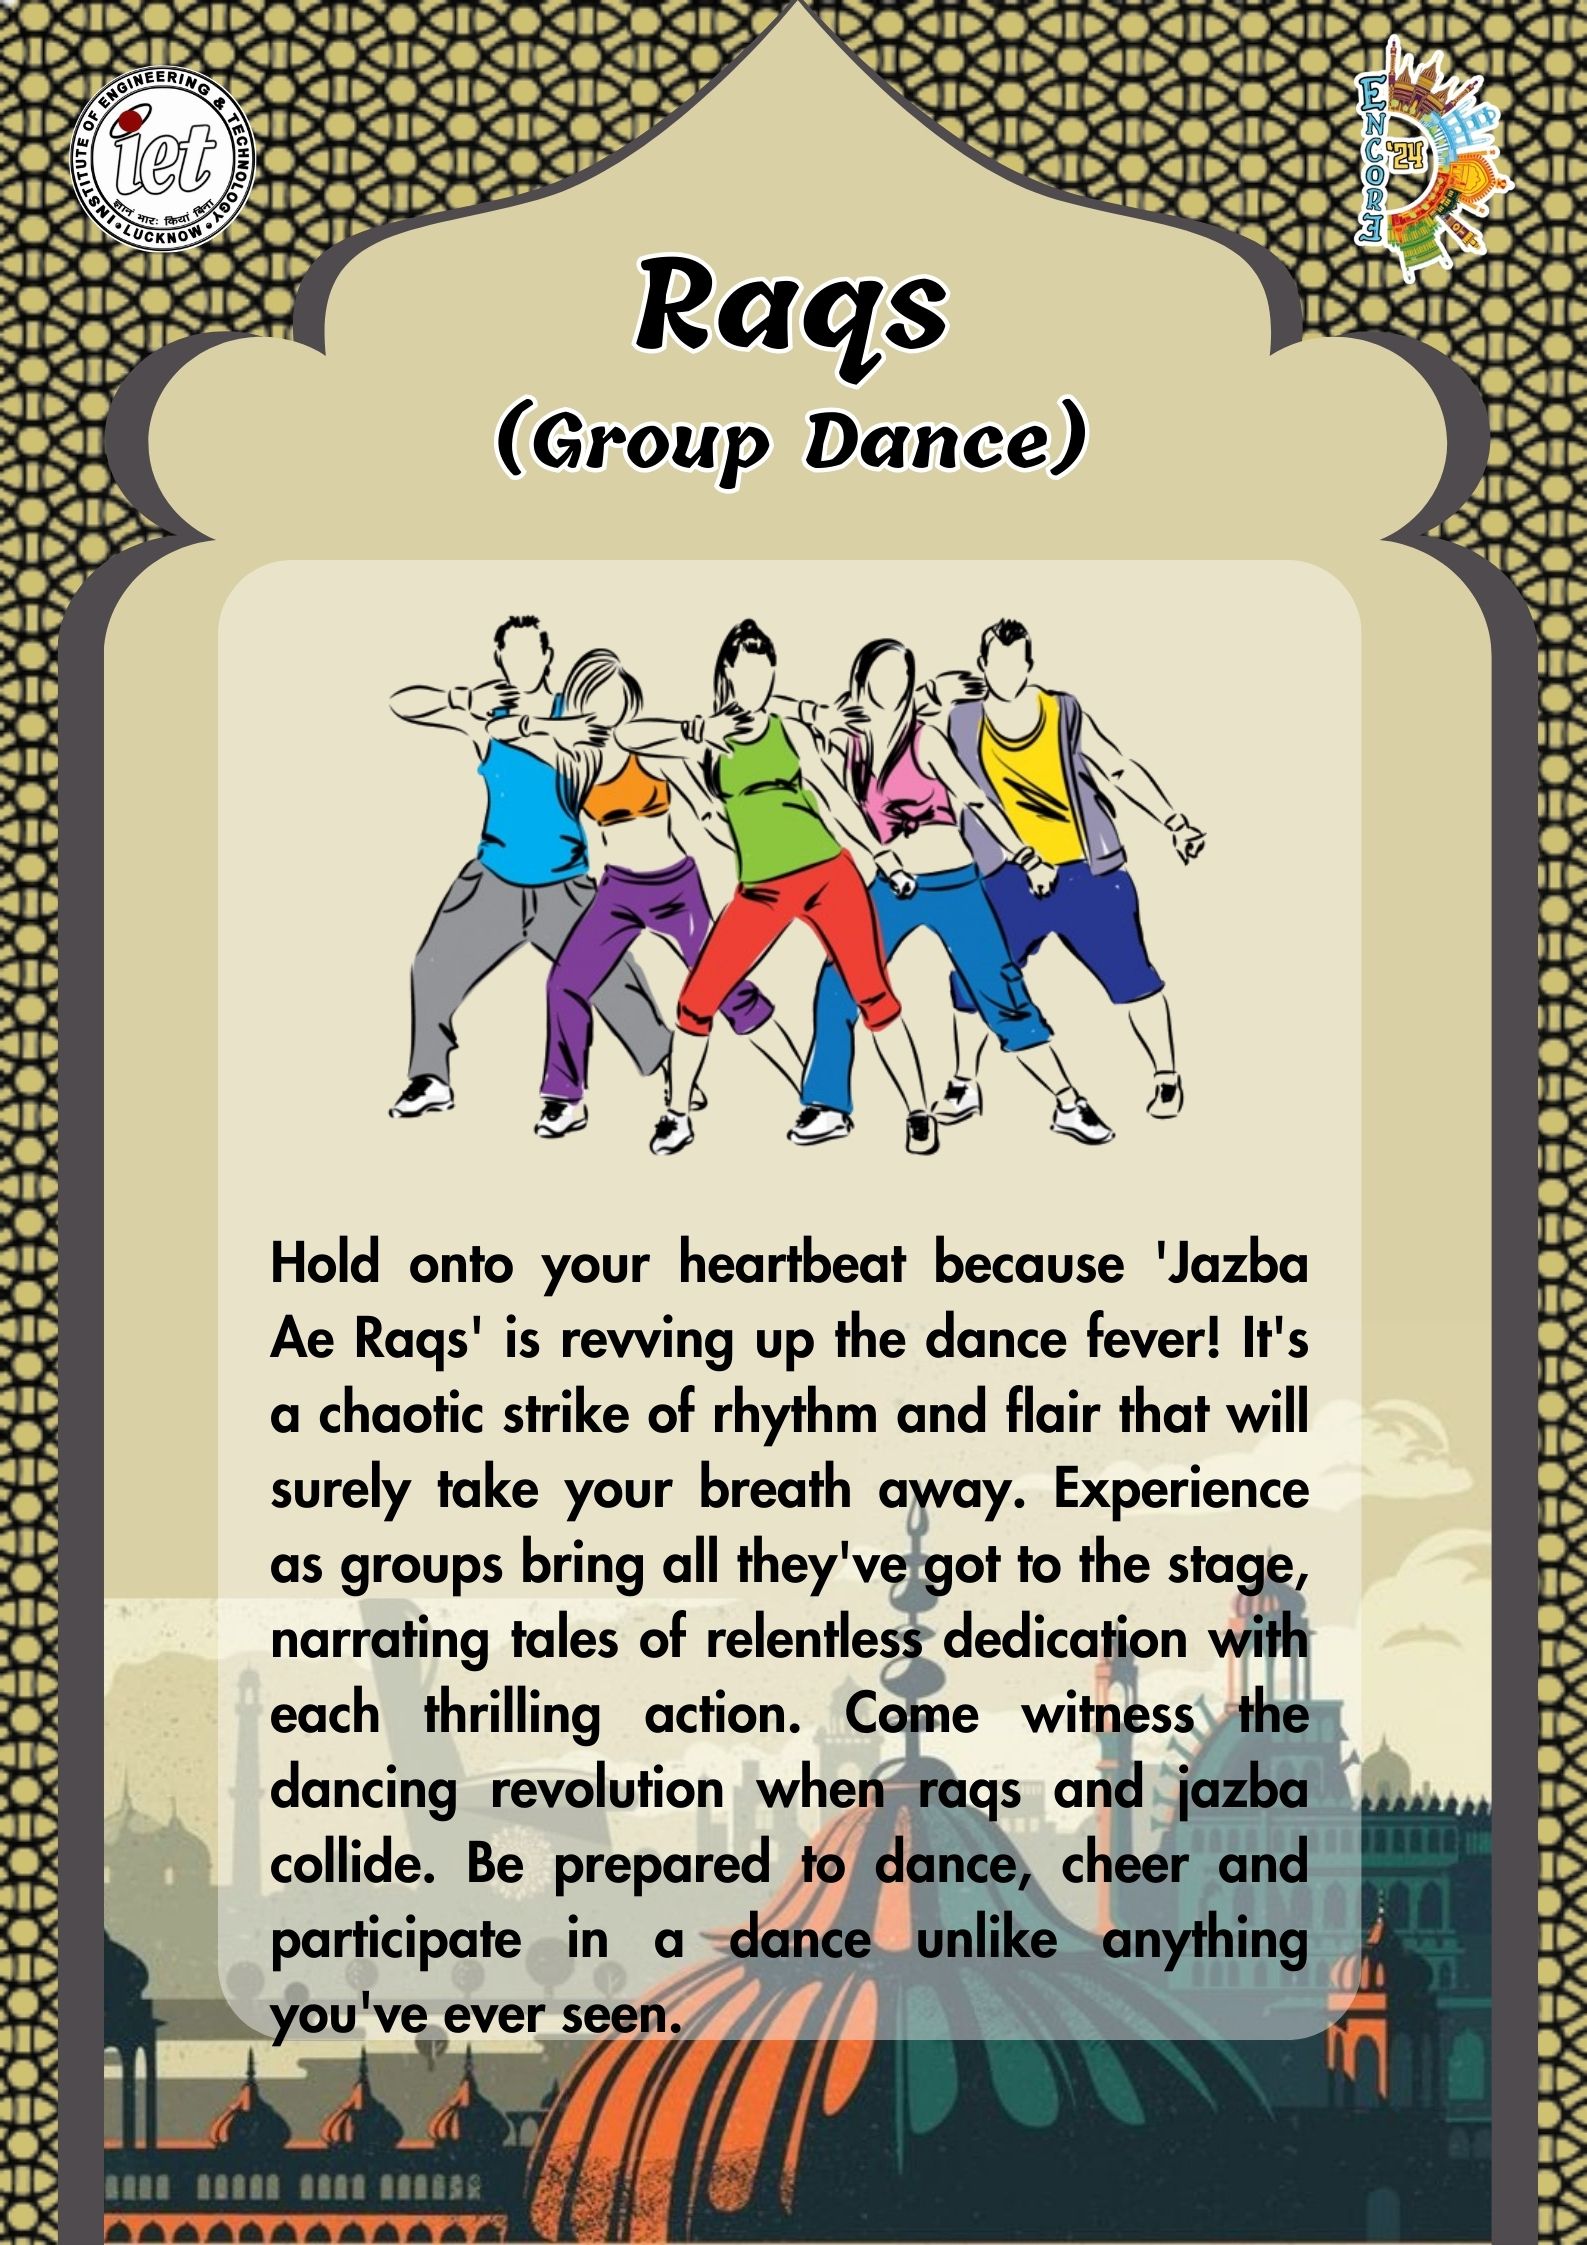 INSTITUTE OF ENGINEERING & TECHNOLOGY
iet
LUCKNOW
ENCORE
'24
Raqs
(Group Dance)
Hold onto your heartbeat because 'Jazba
Ae Raqs' is revving up the dance fever! It's
a chaotic strike of rhythm and flair that will
surely take your breath away. Experience
as groups bring all they've got to the stage,
narrating tales of relentless dedication with
each thrilling action. Come witness the
dancing revolution when raqs and jazba
collide. Be prepared to dance, cheer and
participate in a dance unlike anything
you've ever seen.